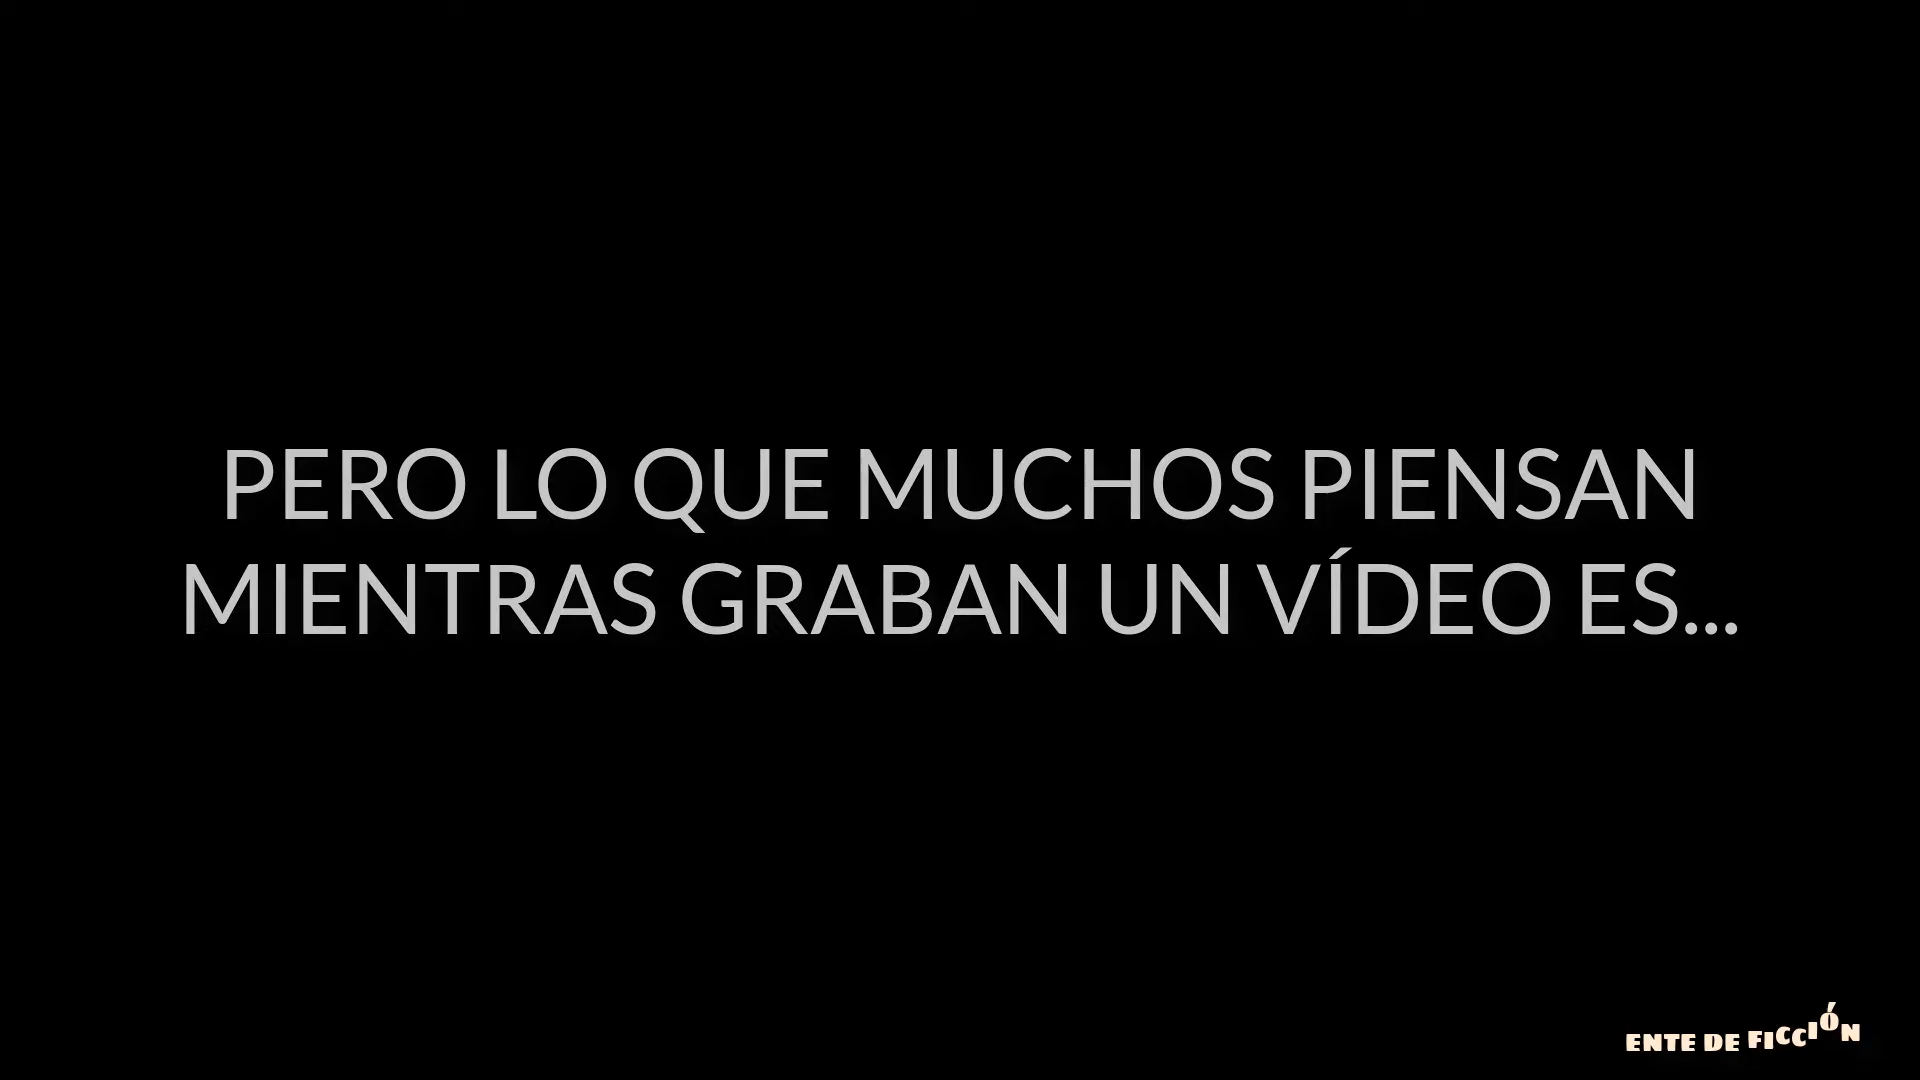 PERO LO QUE MUCHOS PIENSAN
MIENTRAS GRABAN UN VÍDEO ES...
ENTE DE FICCIÓN